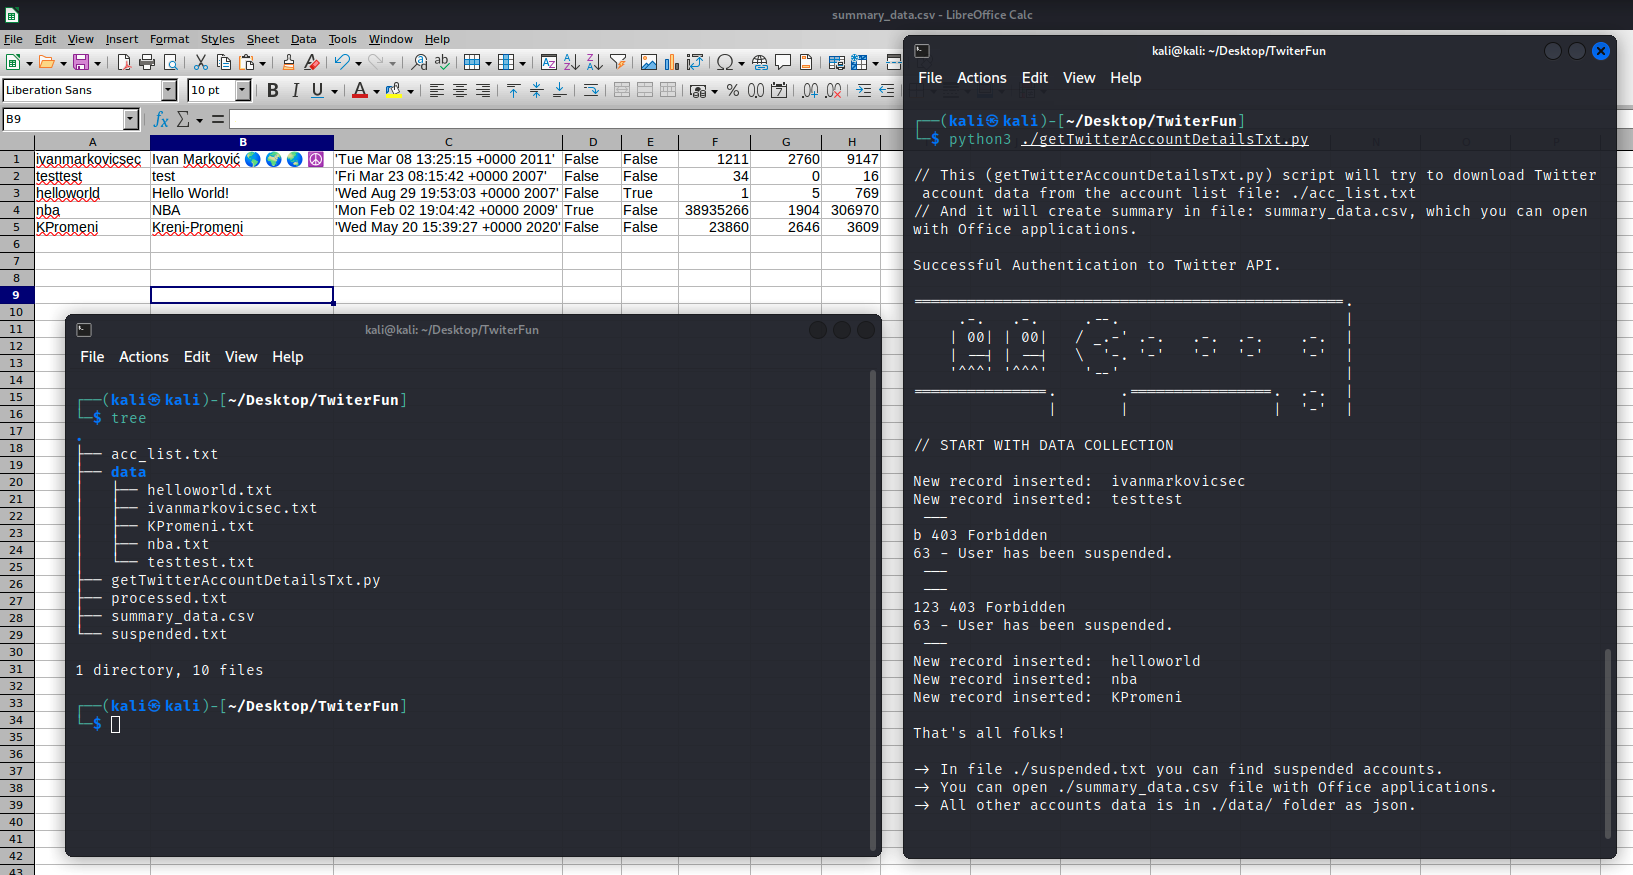 summary_data.csv - LibreOffice Calc
File Edit View Insert Format Styles Sheet Data Tools Window Help
Liberation Sans 10 pt
B9
A B C D E F G H
1 ivanmarkovicsec Ivan Marković 🌎 🌍 🌏 ☮ 'Tue Mar 08 13:25:15 +0000 2011' False False 1211 2760 9147
2 testtest test 'Fri Mar 23 08:15:42 +0000 2007' False False 34 0 16
3 helloworld Hello World! 'Wed Aug 29 19:53:03 +0000 2007' False True 1 5 769
4 nba NBA 'Mon Feb 02 19:04:42 +0000 2009' True False 38935266 1904 306970
5 KPromeni Kreni-Promeni 'Wed May 20 15:39:27 +0000 2020' False False 23860 2646 3609
6
7
8
9
10
11
12
13
14
15
16
17
18
19
20
21
22
23
24
25
26
27
28
29
30
31
32
33
34
35
36
37
38
39
40
41
42
43
kali@kali: ~/Desktop/TwiterFun
File Actions Edit View Help
┌──(kali㉿kali)-[~/Desktop/TwiterFun]
└─$ tree
.
├── acc_list.txt
├── data
│   ├── helloworld.txt
│   ├── ivanmarkovicsec.txt
│   ├── KPromeni.txt
│   ├── nba.txt
│   └── testtest.txt
├── getTwitterAccountDetailsTxt.py
├── processed.txt
├── summary_data.csv
└── suspended.txt
1 directory, 10 files
┌──(kali㉿kali)-[~/Desktop/TwiterFun]
└─$
kali@kali: ~/Desktop/TwiterFun
File Actions Edit View Help
┌──(kali㉿kali)-[~/Desktop/TwiterFun]
└─$ python3 ./getTwitterAccountDetailsTxt.py
// This (getTwitterAccountDetailsTxt.py) script will try to download Twitter
account data from the account list file: ./acc_list.txt
// And it will create summary in file: summary_data.csv, which you can open
with Office applications.
Successful Authentication to Twitter API.
// START WITH DATA COLLECTION
New record inserted:  ivanmarkovicsec
New record inserted:  testtest
---
b 403 Forbidden
63 - User has been suspended.
---
---
123 403 Forbidden
63 - User has been suspended.
---
New record inserted:  helloworld
New record inserted:  nba
New record inserted:  KPromeni
That's all folks!
-> In file ./suspended.txt you can find suspended accounts.
-> You can open ./summary_data.csv file with Office applications.
-> All other accounts data is in ./data/ folder as json.